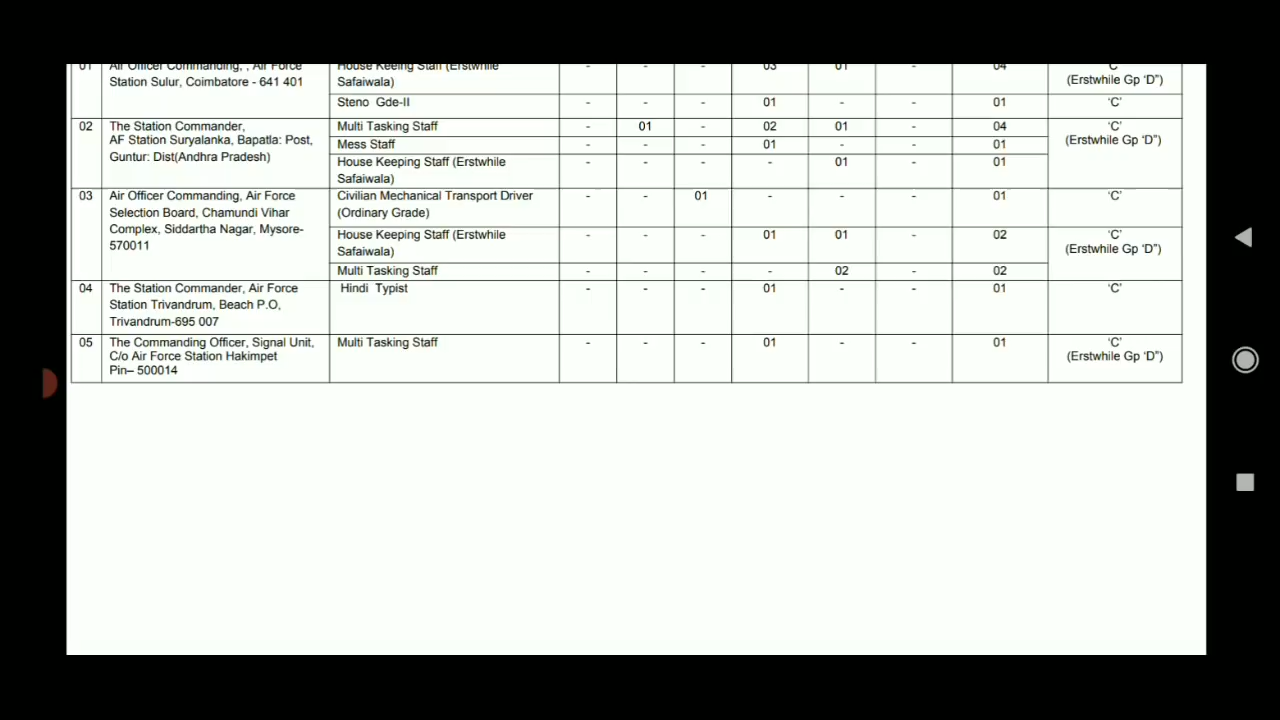 01 Air Officer Commanding, , Air Force House Keeing Staff (Erstwhile - - - 03 01 - 04 'C'
Station Sulur, Coimbatore - 641 401 Safaiwala) (Erstwhile Gp 'D")
Steno Gde-II - - - 01 - - 01 'C'
02 The Station Commander, Multi Tasking Staff - 01 - 02 01 - 04 'C'
AF Station Suryalanka, Bapatla: Post, Mess Staff - - - 01 - - 01 (Erstwhile Gp 'D")
Guntur: Dist(Andhra Pradesh) House Keeping Staff (Erstwhile - - - - 01 - 01
Safaiwala)
03 Air Officer Commanding, Air Force Civilian Mechanical Transport Driver - - 01 - - - 01 'C'
Selection Board, Chamundi Vihar (Ordinary Grade)
Complex, Siddartha Nagar, Mysore- House Keeping Staff (Erstwhile - - - 01 01 - 02 'C'
570011 Safaiwala) (Erstwhile Gp 'D")
Multi Tasking Staff - - - - 02 - 02
04 The Station Commander, Air Force Hindi Typist - - - 01 - - 01 'C'
Station Trivandrum, Beach P.O,
Trivandrum-695 007
05 The Commanding Officer, Signal Unit, Multi Tasking Staff - - - 01 - - 01 'C'
C/o Air Force Station Hakimpet (Erstwhile Gp 'D")
Pin– 500014